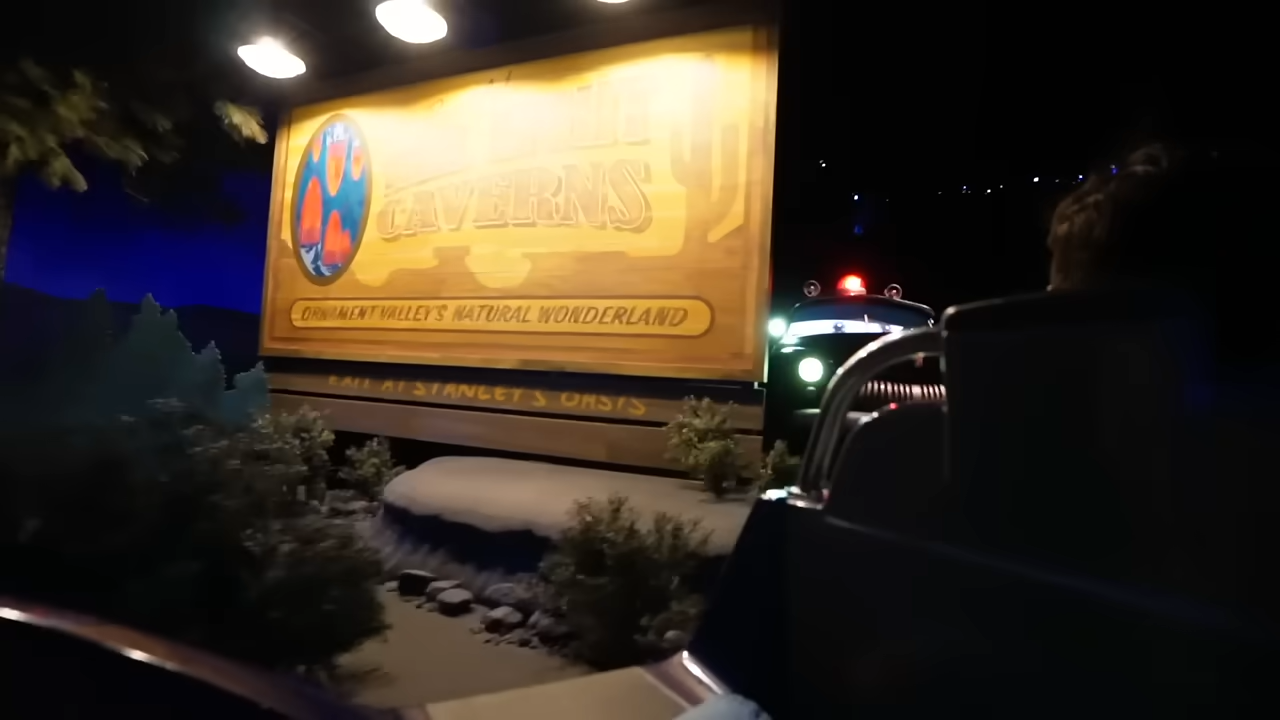 CAVERNS
ORNAMENT VALLEY'S NATURAL WONDERLAND
EXIT AT STANLEY'S OASIS